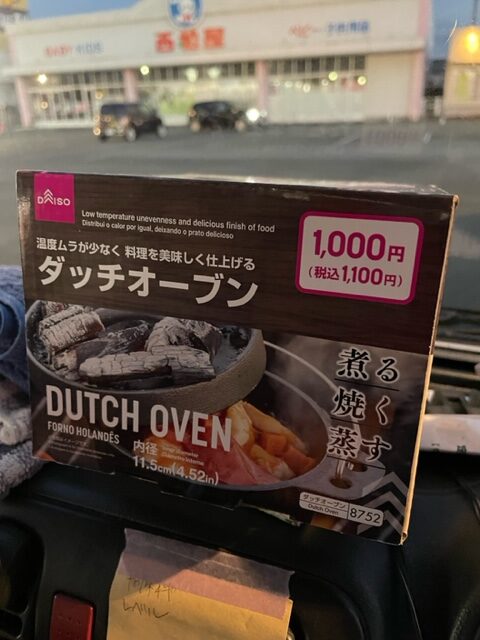 西松屋
DAISO
Low temperature unevenness and delicious finish of food
Distribui o calor por igual, deixando o prato delicioso
温度ムラが少なく 料理を美味しく仕上げる
ダッチオーブン
1,000円
(税込1,100円)
DUTCH OVEN
FORNO HOLANDÊS
内径
11.5cm(4.52in)
煮る
焼く
蒸す
ダッチオーブン
Dutch Oven
8752